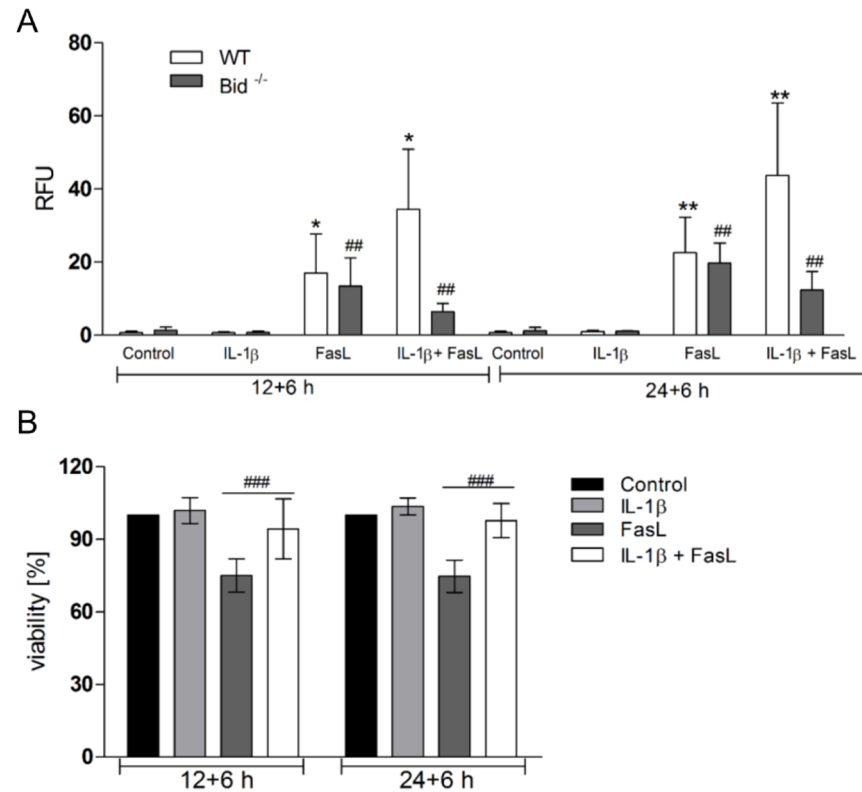 A
80
60
40
20
0
RFU
WT
Bid -/-
*
##
*
##
**
##
**
##
Control IL-1β FasL IL-1β+ FasL Control IL-1β FasL IL-1β + FasL
12+6 h 24+6 h
B
120
90
60
30
0
viability [%]
### ###
Control
IL-1β
FasL
IL-1β + FasL
12+6 h 24+6 h